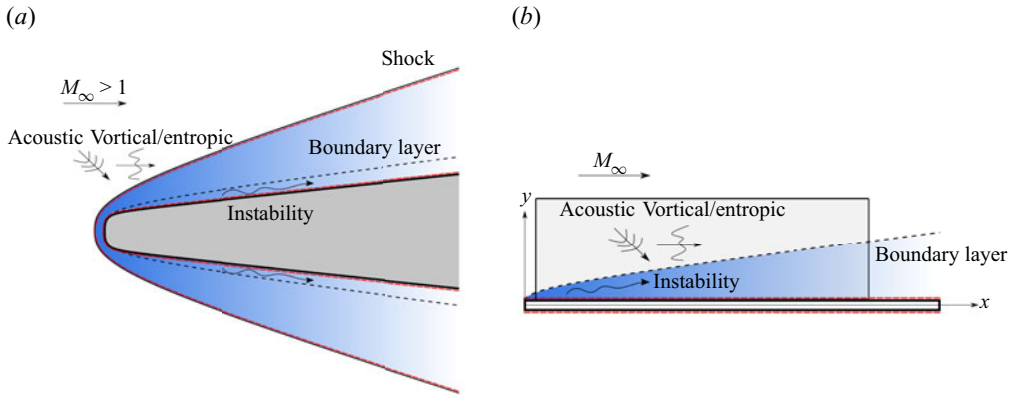 (a)
Shock
M∞ > 1
Acoustic Vortical/entropic
Boundary layer
Instability
(b)
M∞
y
Acoustic Vortical/entropic
Boundary layer
Instability
x